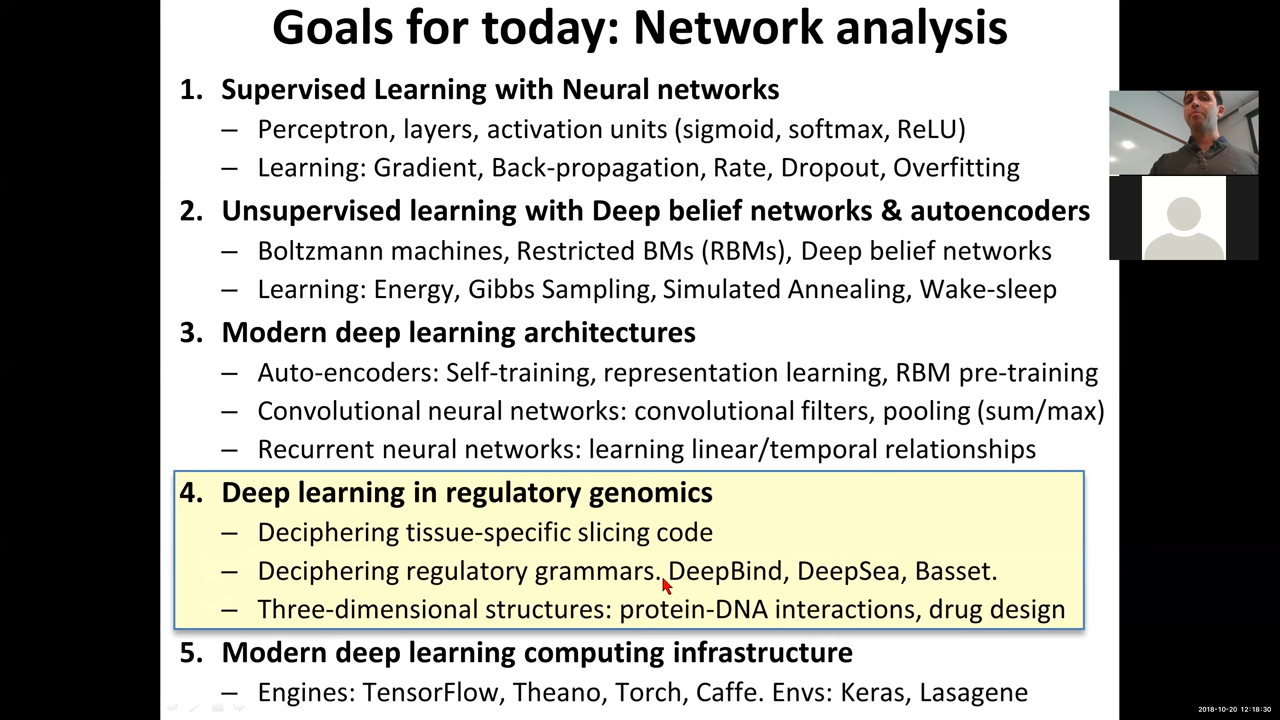 Goals for today: Network analysis
1. Supervised Learning with Neural networks
– Perceptron, layers, activation units (sigmoid, softmax, ReLU)
– Learning: Gradient, Back-propagation, Rate, Dropout, Overfitting
2. Unsupervised learning with Deep belief networks & autoencoders
– Boltzmann machines, Restricted BMs (RBMs), Deep belief networks
– Learning: Energy, Gibbs Sampling, Simulated Annealing, Wake-sleep
3. Modern deep learning architectures
– Auto-encoders: Self-training, representation learning, RBM pre-training
– Convolutional neural networks: convolutional filters, pooling (sum/max)
– Recurrent neural networks: learning linear/temporal relationships
4. Deep learning in regulatory genomics
– Deciphering tissue-specific slicing code
– Deciphering regulatory grammars. DeepBind, DeepSea, Basset.
– Three-dimensional structures: protein-DNA interactions, drug design
5. Modern deep learning computing infrastructure
– Engines: TensorFlow, Theano, Torch, Caffe. Envs: Keras, Lasagene
2018-10-20 12:18:30